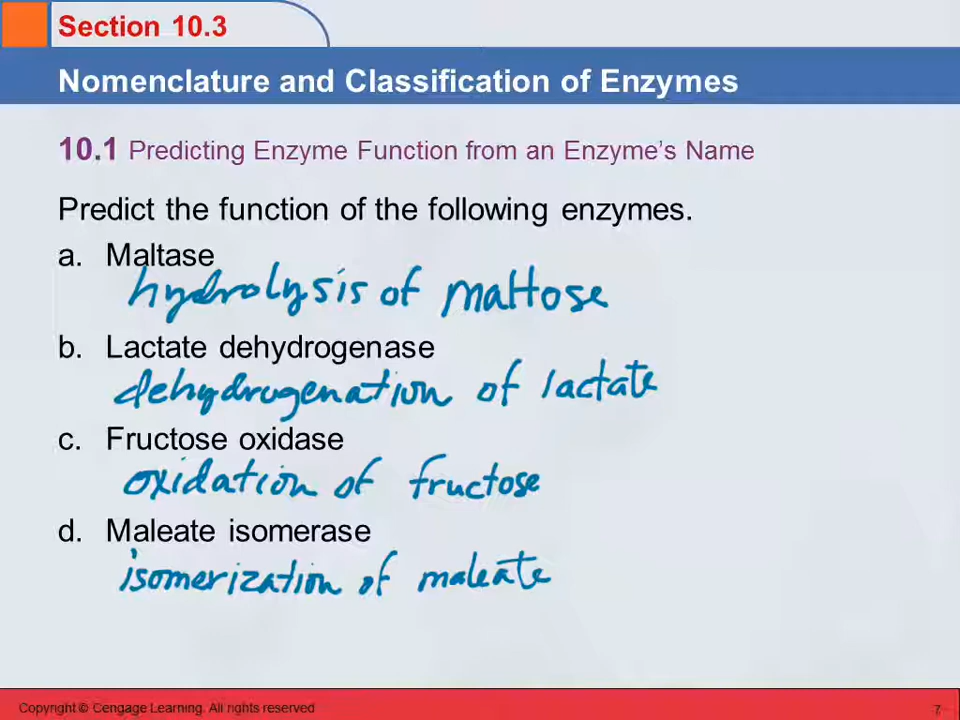 Section 10.3
Nomenclature and Classification of Enzymes
10.1 Predicting Enzyme Function from an Enzyme's Name
Predict the function of the following enzymes.
a. Maltase
hydrolysis of maltose
b. Lactate dehydrogenase
dehydrogenation of lactate
c. Fructose oxidase
oxidation of fructose
d. Maleate isomerase
isomerization of maleate
Copyright © Cengage Learning. All rights reserved
7